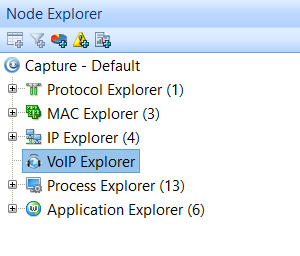 Node Explorer
Capture - Default
Protocol Explorer (1)
MAC Explorer (3)
IP Explorer (4)
VoIP Explorer
Process Explorer (13)
Application Explorer (6)